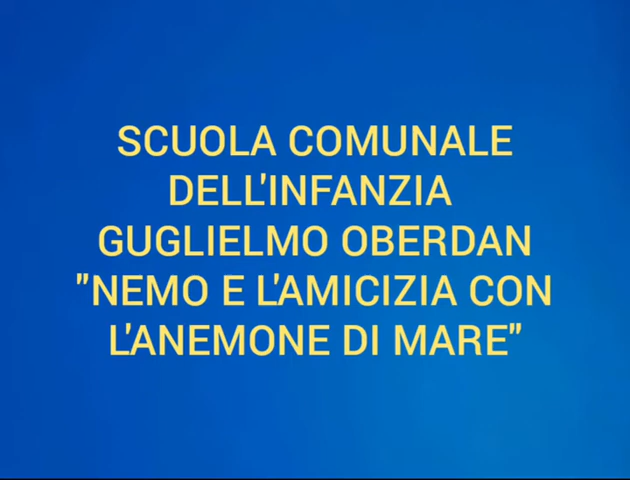 SCUOLA COMUNALE
DELL'INFANZIA
GUGLIELMO OBERDAN
"NEMO E L'AMICIZIA CON
L'ANEMONE DI MARE"